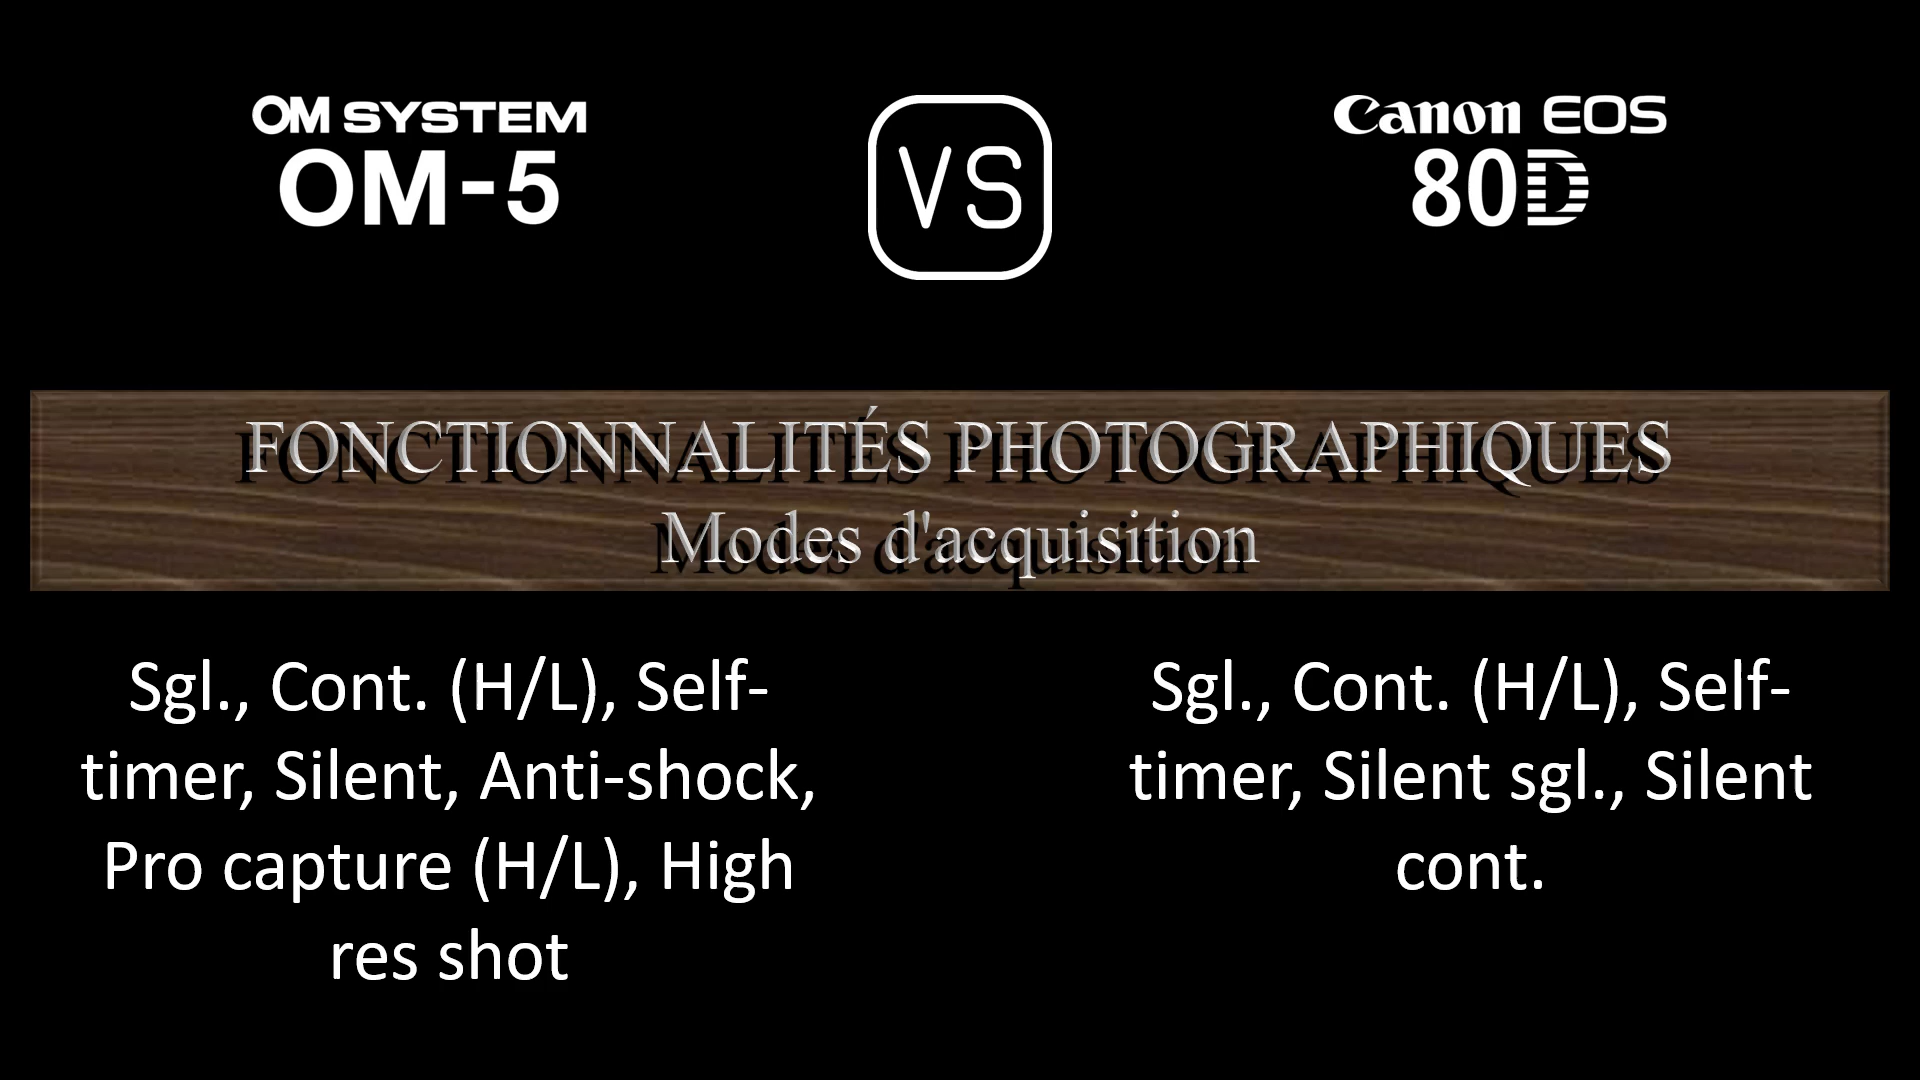 OM SYSTEM
OM-5
VS
Canon EOS
80D
FONCTIONNALITÉS PHOTOGRAPHIQUES
Modes d'acquisition
Sgl., Cont. (H/L), Self-
timer, Silent, Anti-shock,
Pro capture (H/L), High
res shot
Sgl., Cont. (H/L), Self-
timer, Silent sgl., Silent
cont.